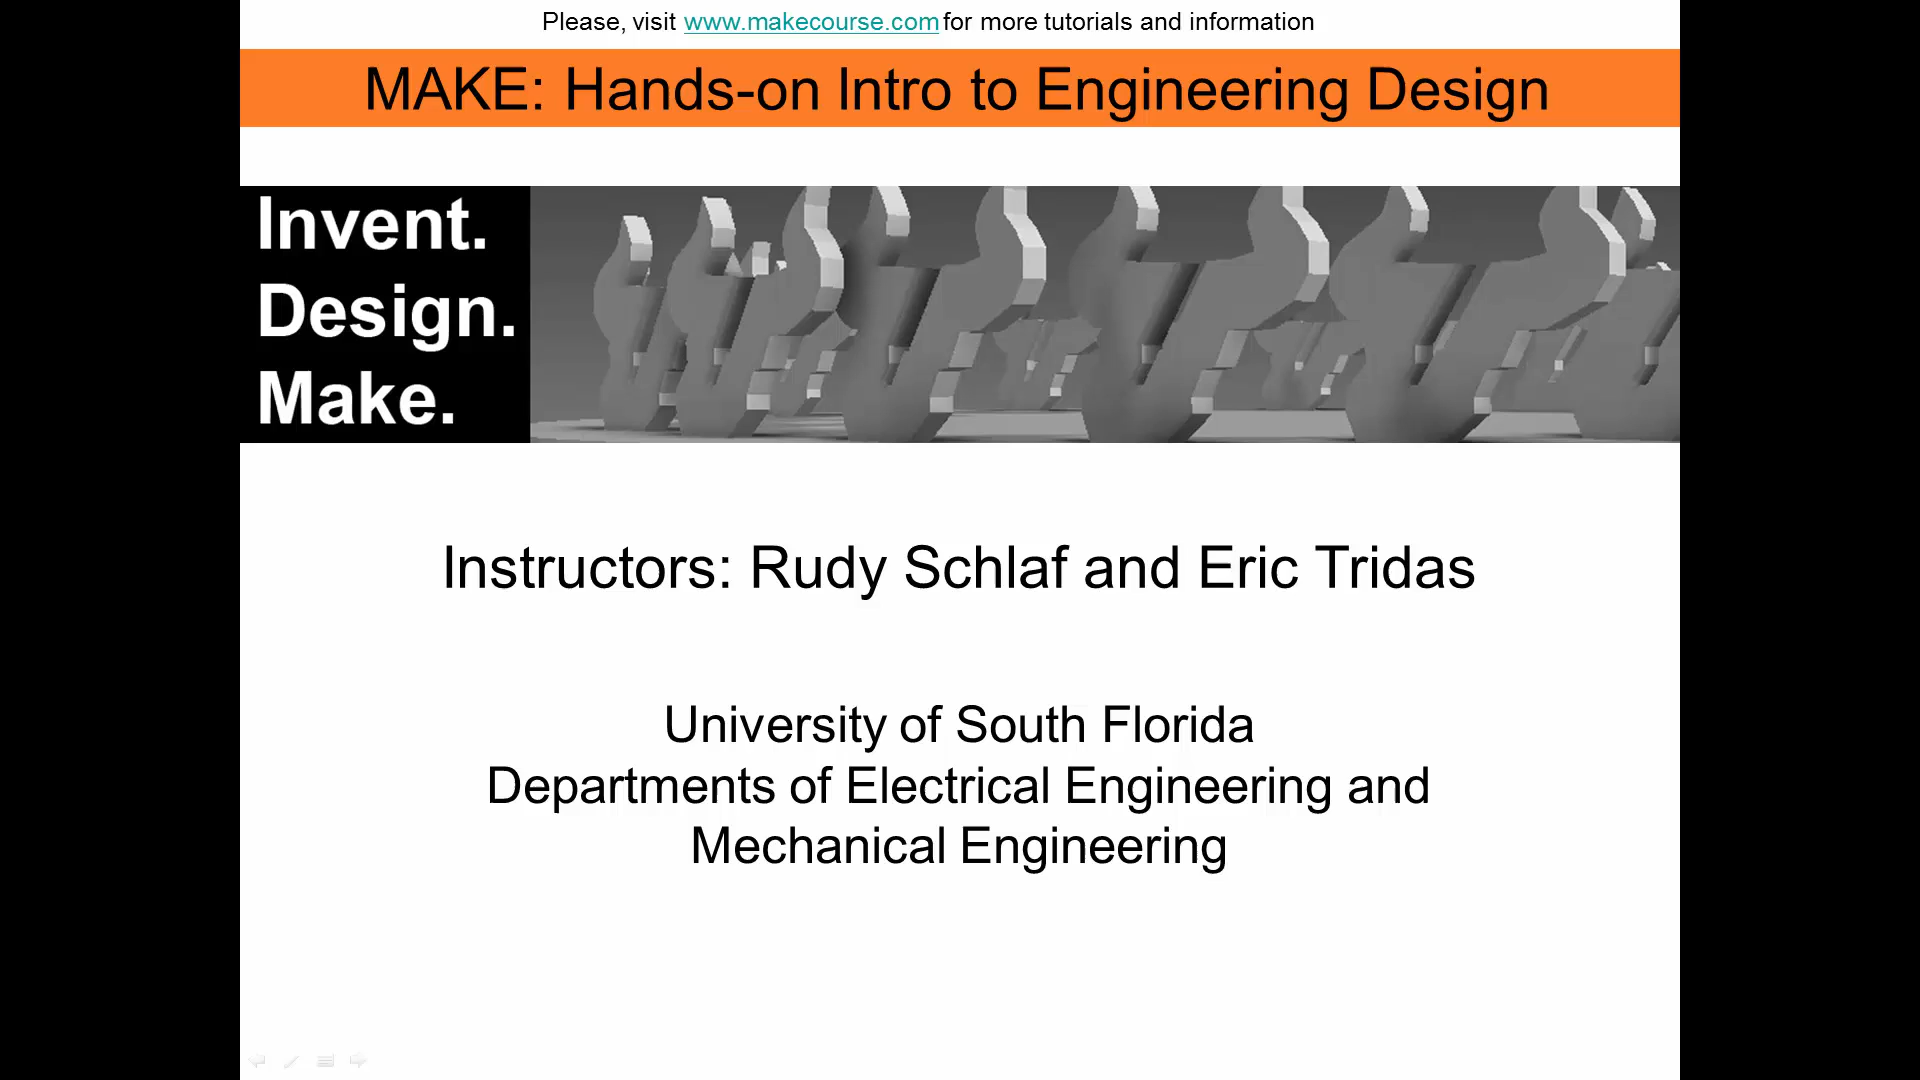 Please, visit www.makecourse.com for more tutorials and information
MAKE: Hands-on Intro to Engineering Design
Invent.
Design.
Make.
Instructors: Rudy Schlaf and Eric Tridas
University of South Florida
Departments of Electrical Engineering and
Mechanical Engineering